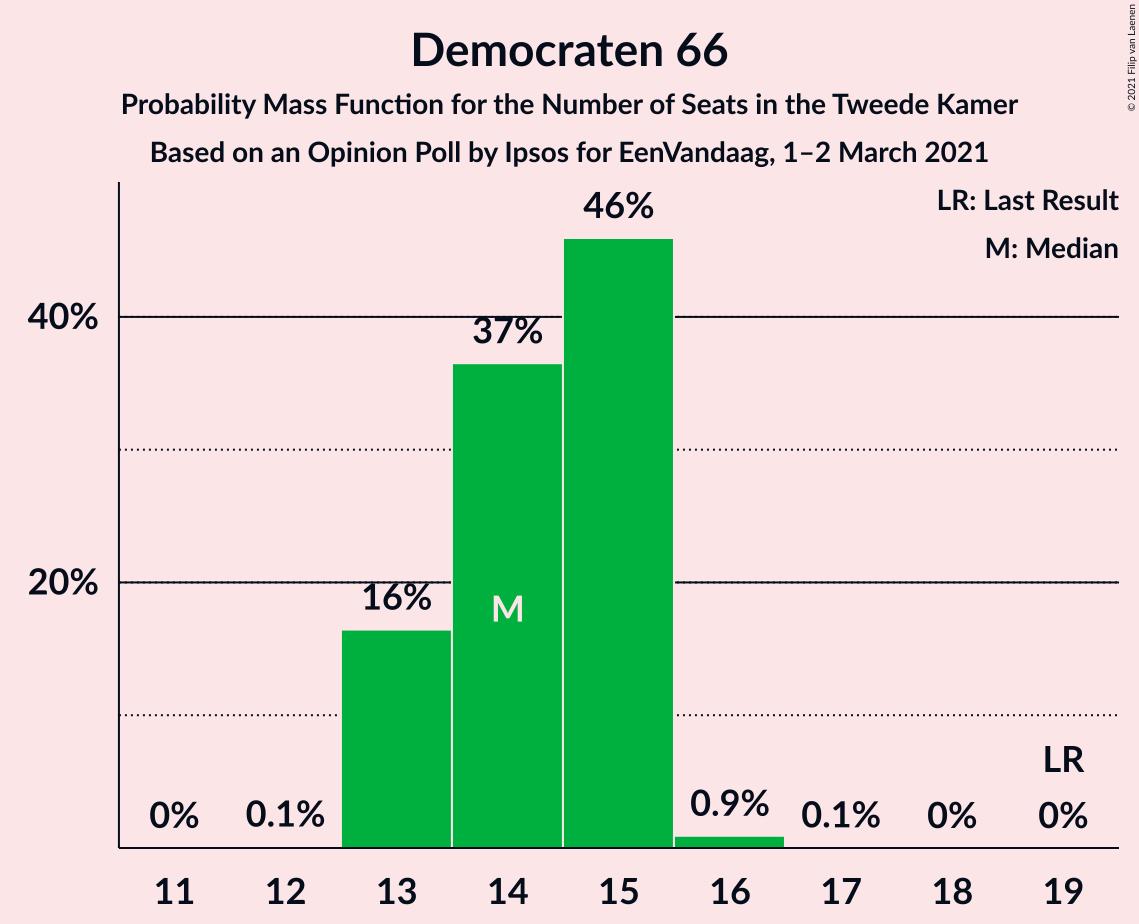 Democraten 66
Probability Mass Function for the Number of Seats in the Tweede Kamer
Based on an Opinion Poll by Ipsos for EenVandaag, 1–2 March 2021
© 2021 Filip van Laenen
LR: Last Result
M: Median
46%
40%
37%
20%
16%
M
LR
0%
0.1%
0.9%
0.1%
0%
0%
11
12
13
14
15
16
17
18
19